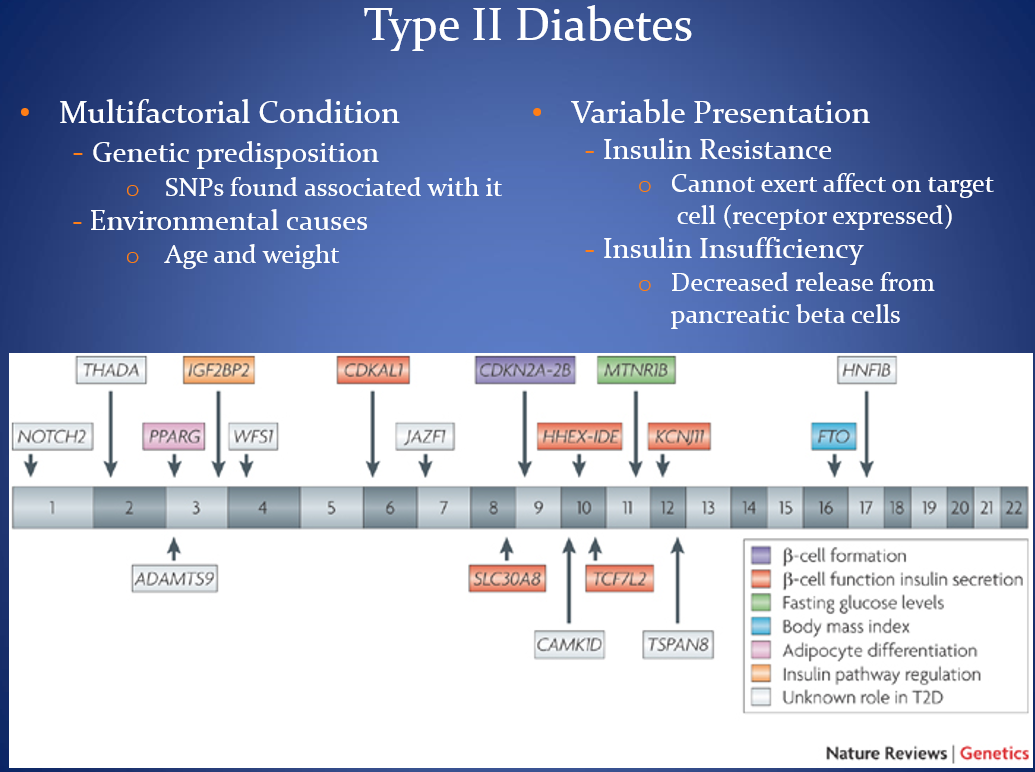 Type II Diabetes
• Multifactorial Condition
- Genetic predisposition
o SNPs found associated with it
- Environmental causes
o Age and weight
• Variable Presentation
- Insulin Resistance
o Cannot exert affect on target
cell (receptor expressed)
- Insulin Insufficiency
o Decreased release from
pancreatic beta cells
THADA IGF2BP2 CDKAL1 CDKN2A-2B MTNR1B HNF1B
NOTCH2 PPARG WFS1 JAZF1 HHEX-IDE KCNJ11 FTO
1 2 3 4 5 6 7 8 9 10 11 12 13 14 15 16 17 18 19 20 21 22
ADAMTS9 SLC30A8 TCF7L2
CAMK1D TSPAN8
β-cell formation
β-cell function insulin secretion
Fasting glucose levels
Body mass index
Adipocyte differentiation
Insulin pathway regulation
Unknown role in T2D
Nature Reviews | Genetics